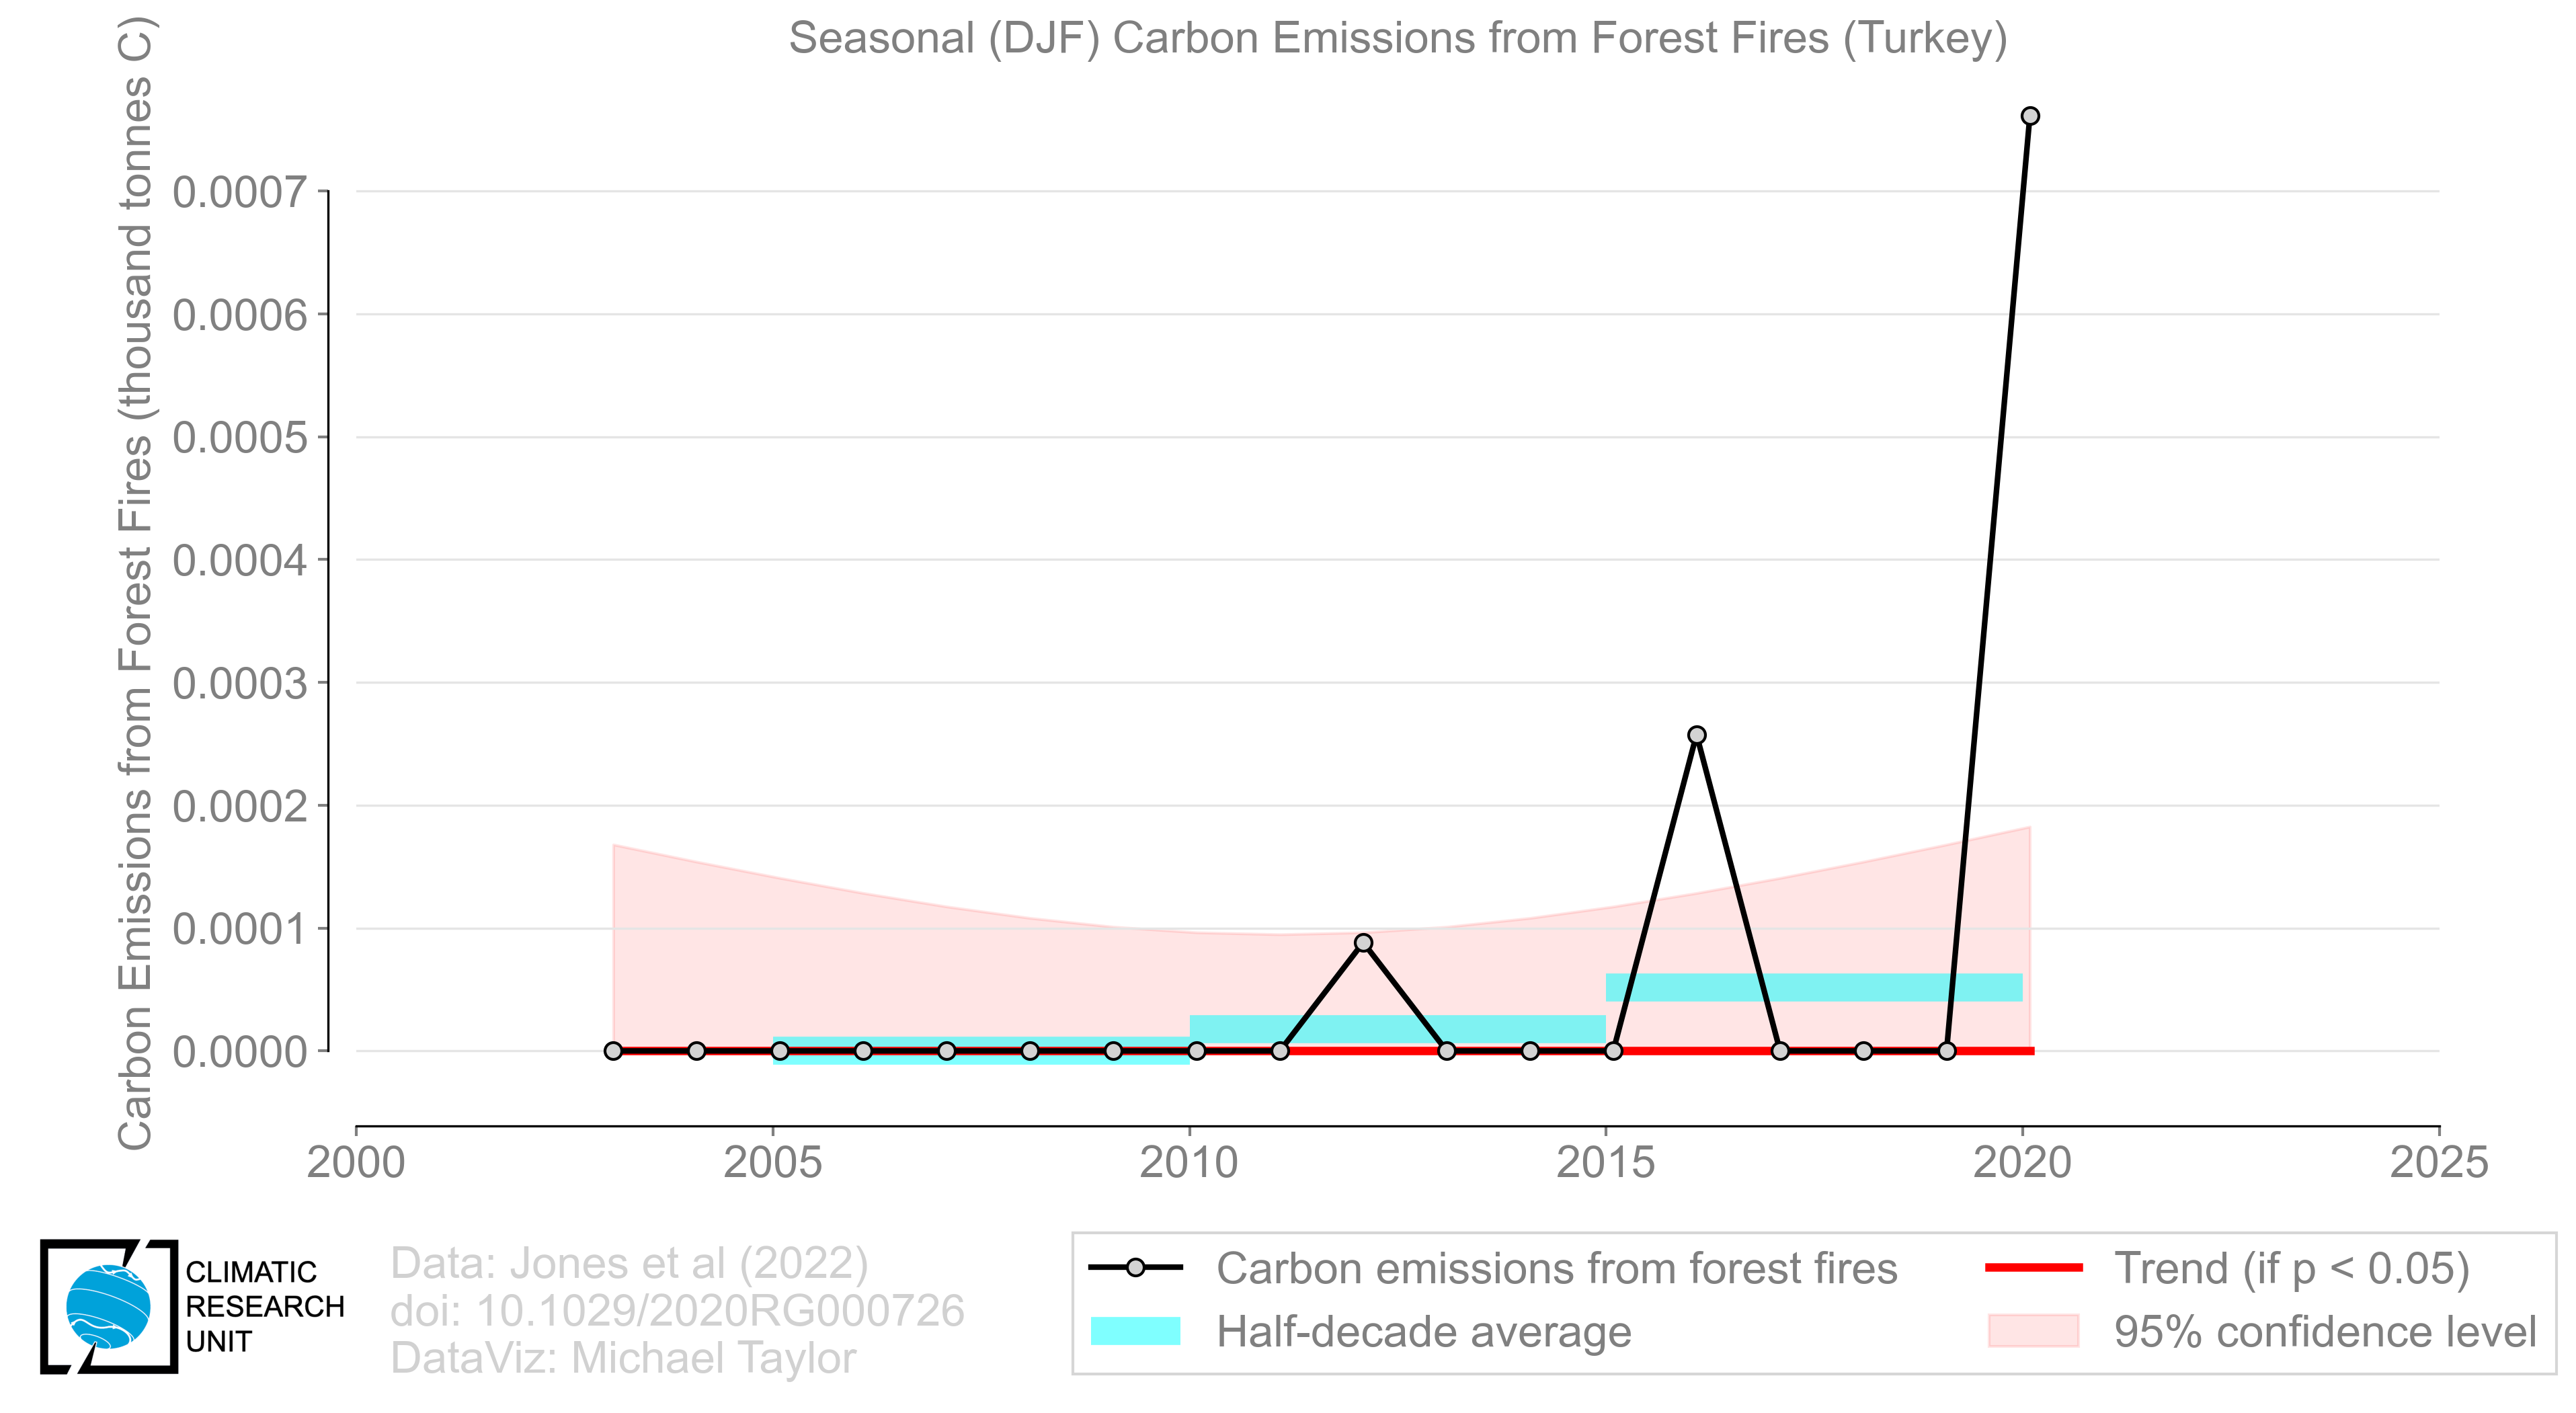 Seasonal (DJF) Carbon Emissions from Forest Fires (Turkey)
Carbon Emissions from Forest Fires (thousand tonnes C)
0.0007
0.0006
0.0005
0.0004
0.0003
0.0002
0.0001
0.0000
2000 2005 2010 2015 2020 2025
CLIMATIC
RESEARCH
UNIT
Data: Jones et al (2022)
doi: 10.1029/2020RG000726
DataViz: Michael Taylor
Carbon emissions from forest fires
Half-decade average
Trend (if p < 0.05)
95% confidence level